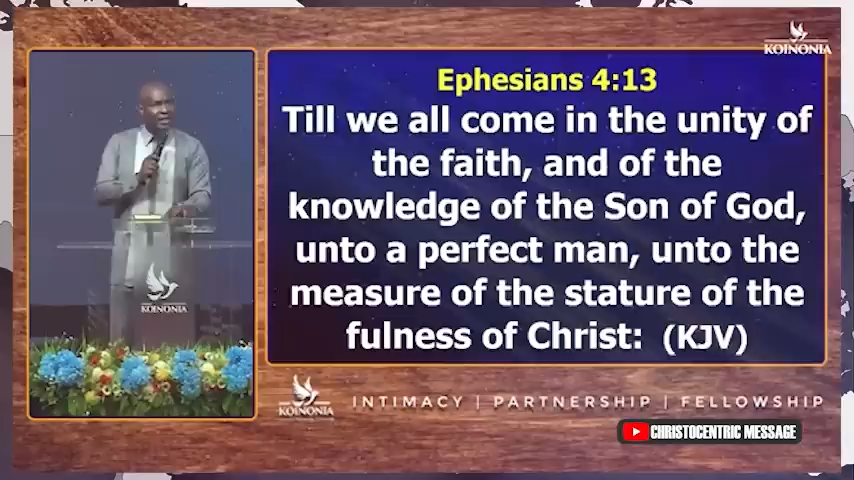 KOINONIA
Ephesians 4:13
Till we all come in the unity of
the faith, and of the
knowledge of the Son of God,
unto a perfect man, unto the
measure of the stature of the
fulness of Christ: (KJV)
KOINONIA
KOINONIA
INTIMACY | PARTNERSHIP | FELLOWSHIP
CHRISTOCENTRIC MESSAGE